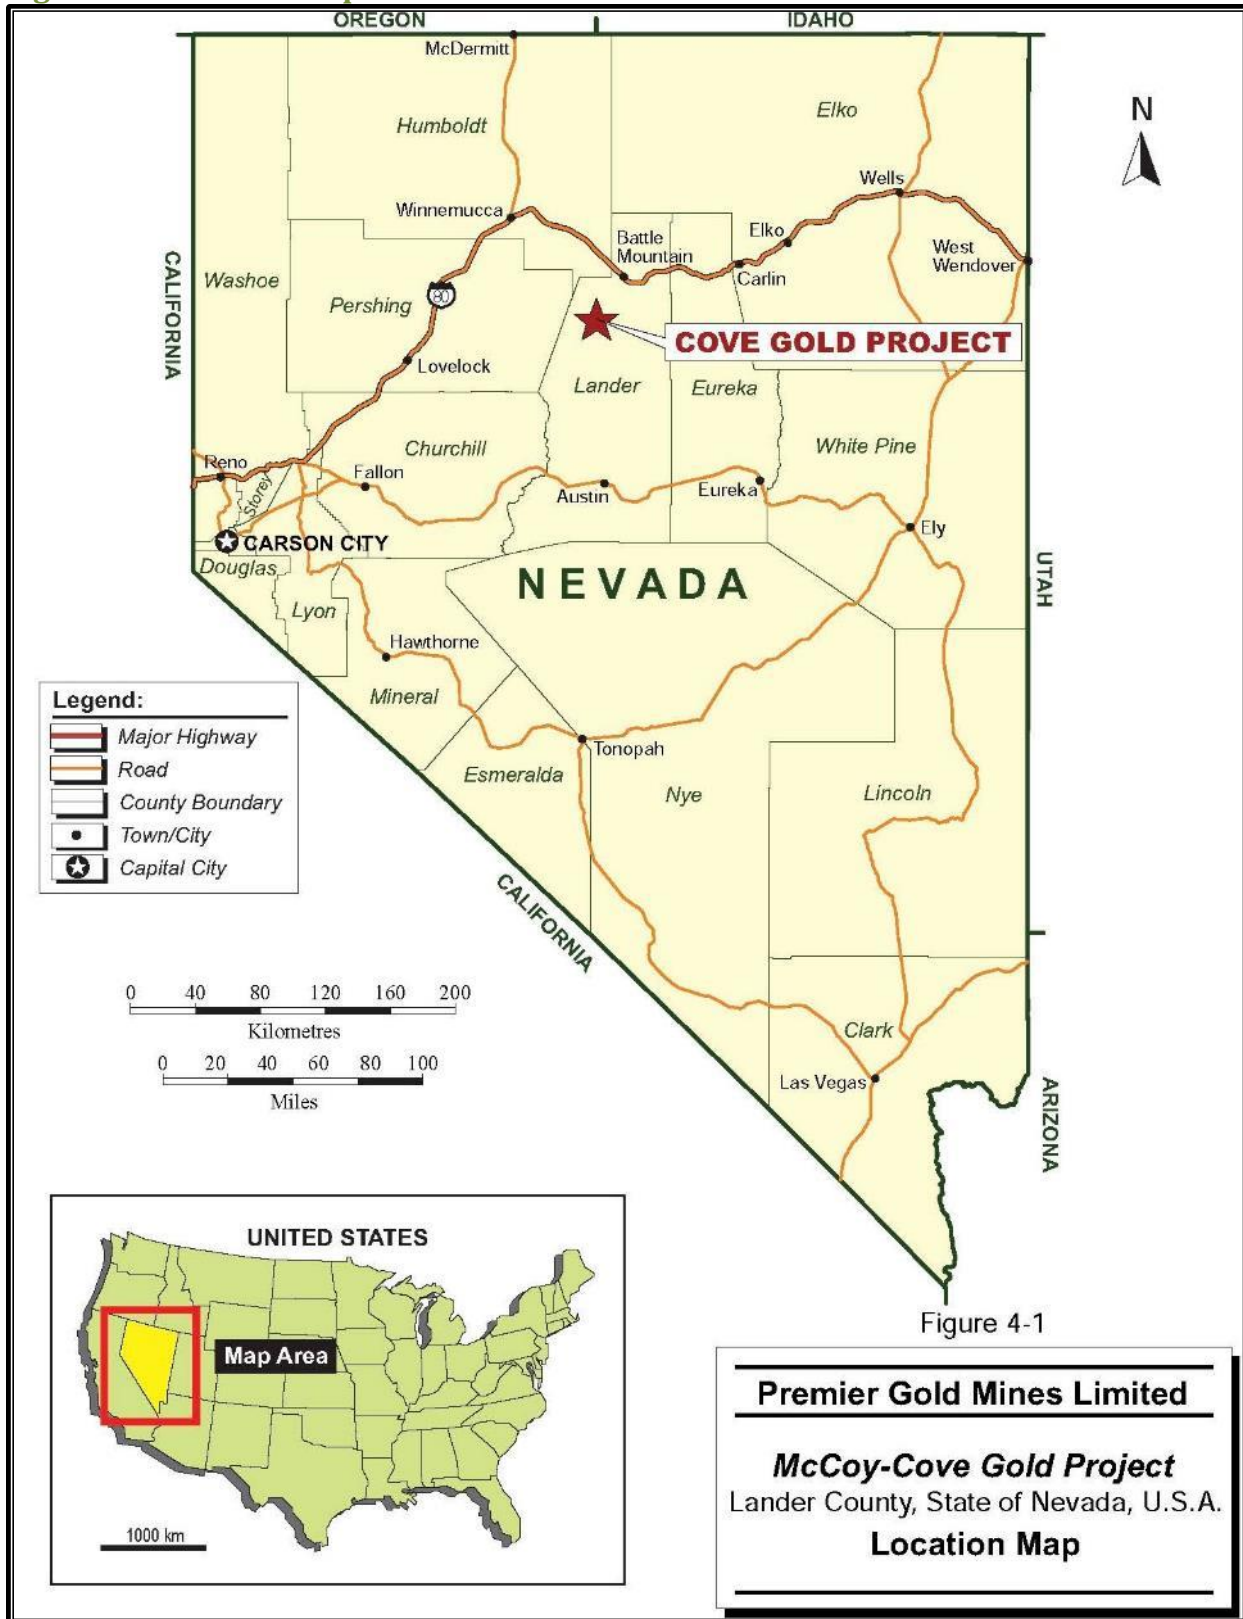 OREGON
IDAHO
McDermitt
N
Elko
Humboldt
Wells
Winnemucca
Battle
Mountain
Elko
West
Wendover
CALIFORNIA
Washoe
Carlin
Pershing
80
COVE GOLD PROJECT
Lovelock
Lander
Eureka
Churchill
White Pine
Reno
Fallon
Storey
Austin
Eureka
Ely
CARSON CITY
Douglas
NEVADA
UTAH
Lyon
Hawthorne
Mineral
Legend:
Major Highway
Road
County Boundary
Town/City
Capital City
Tonopah
Esmeralda
Nye
Lincoln
CALIFORNIA
0 40 80 120 160 200
Kilometres
0 20 40 60 80 100
Miles
Clark
Las Vegas
ARIZONA
UNITED STATES
Map Area
1000 km
Figure 4-1
Premier Gold Mines Limited
McCoy-Cove Gold Project
Lander County, State of Nevada, U.S.A.
Location Map